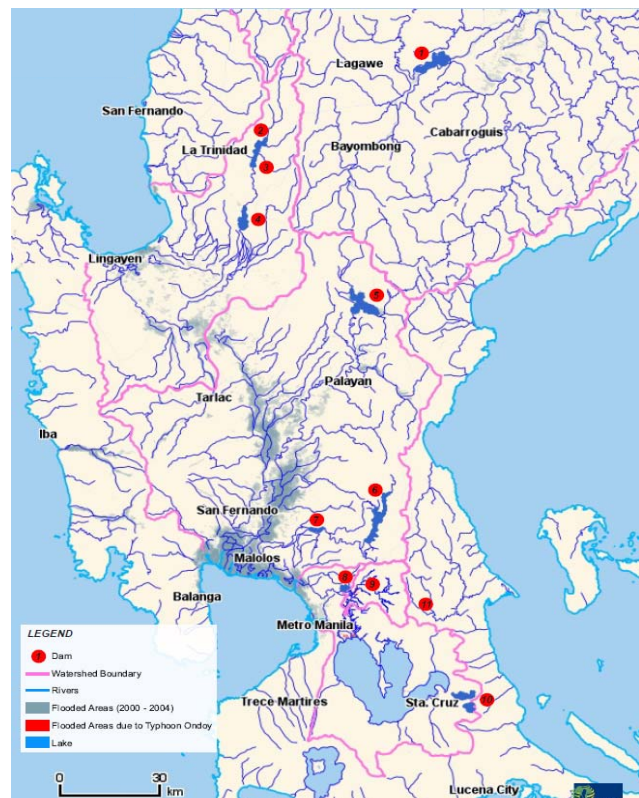 1
Lagawe
San Fernando
Cabarroguis
2
La Trinidad
Bayombong
3
4
Lingayen
5
Palayan
Tarlac
Iba
6
San Fernando
7
Malolos
8
9
Balanga
11
Metro Manila
LEGEND
1 Dam
Watershed Boundary
Rivers
Flooded Areas (2000 - 2004)
Flooded Areas due to Typhoon Ondoy
Lake
Trece Martires
Sta. Cruz
10
0 30
km
Lucena City